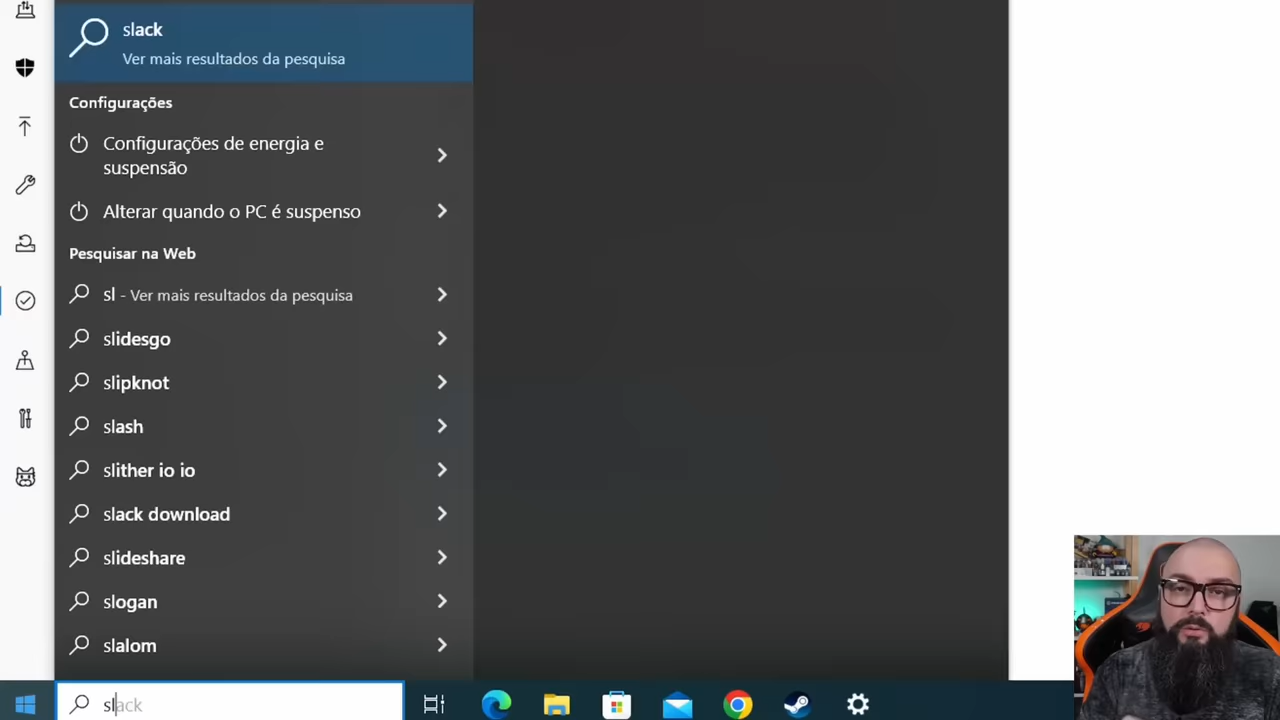 slack
Ver mais resultados da pesquisa
Configurações
Configurações de energia e
suspensão
Alterar quando o PC é suspenso
Pesquisar na Web
sl - Ver mais resultados da pesquisa
slidesgo
slipknot
slash
slither io io
slack download
slideshare
slogan
slalom
slack